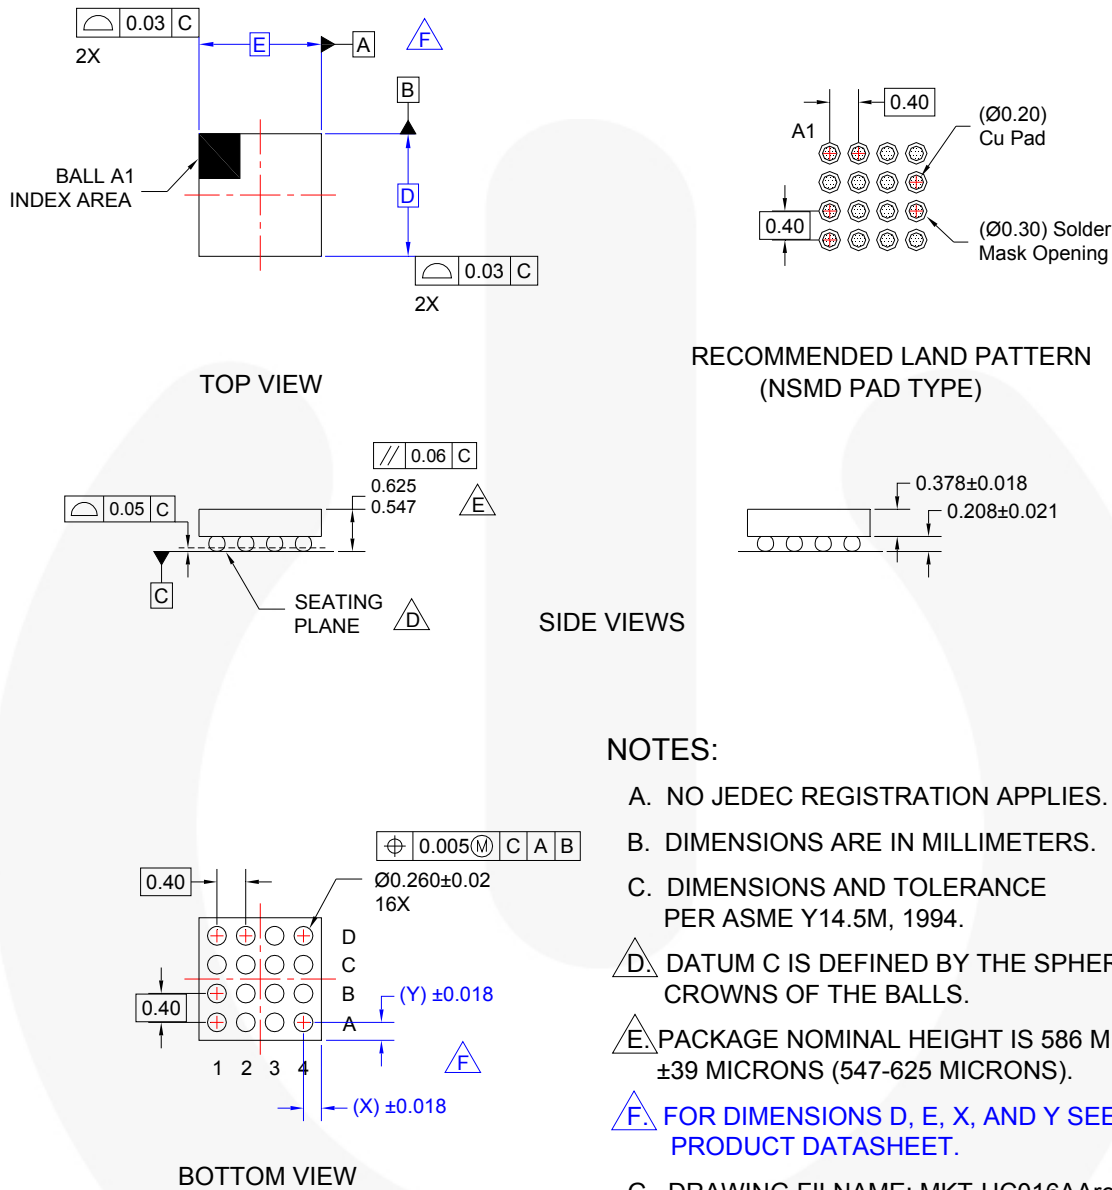 0.03 C
2X
E
A
F
B
BALL A1
INDEX AREA
D
0.03 C
2X
TOP VIEW
0.40
A1
(Ø0.20)
Cu Pad
0.40
(Ø0.30) Solder
Mask Opening
RECOMMENDED LAND PATTERN
(NSMD PAD TYPE)
// 0.06 C
0.625
0.547
E
0.05 C
C
SEATING
PLANE
D
0.378±0.018
0.208±0.021
SIDE VIEWS
0.005Ⓜ C A B
Ø0.260±0.02
16X
0.40
D
C
B
A
0.40
(Y) ±0.018
F
1 2 3 4
(X) ±0.018
BOTTOM VIEW
NOTES:
A. NO JEDEC REGISTRATION APPLIES.
B. DIMENSIONS ARE IN MILLIMETERS.
C. DIMENSIONS AND TOLERANCE
PER ASME Y14.5M, 1994.
D. DATUM C IS DEFINED BY THE
CROWNS OF THE BALLS.
E. PACKAGE NOMINAL HEIGHT IS 586
±39 MICRONS (547-625 MICRONS).
F. FOR DIMENSIONS D, E, X, AND Y SEE
PRODUCT DATASHEET.
G. DRAWING FILNAME: